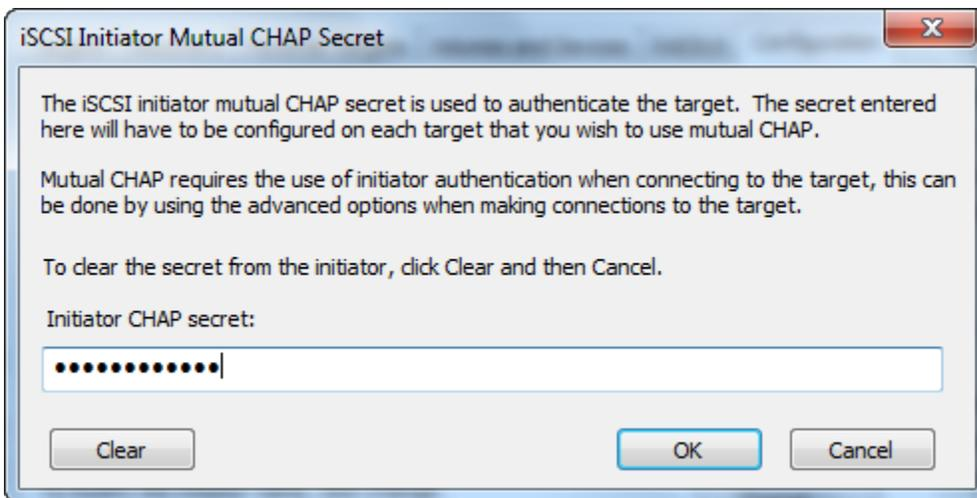 iSCSI Initiator Mutual CHAP Secret
The iSCSI initiator mutual CHAP secret is used to authenticate the target.  The secret entered
here will have to be configured on each target that you wish to use mutual CHAP.
Mutual CHAP requires the use of initiator authentication when connecting to the target, this can
be done by using the advanced options when making connections to the target.
To clear the secret from the initiator, click Clear and then Cancel.
Initiator CHAP secret:
••••••••••••
Clear
OK
Cancel